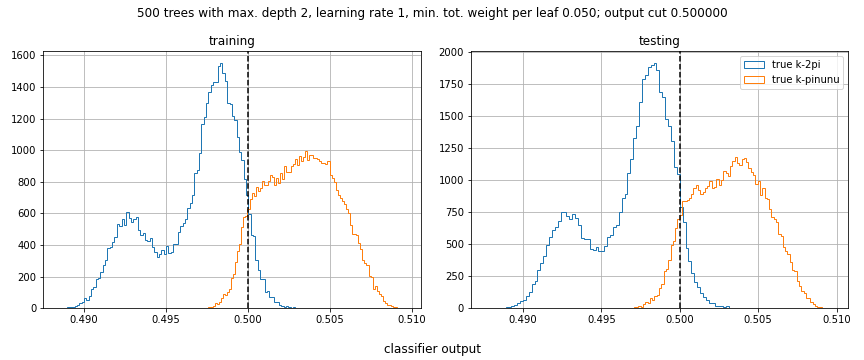 500 trees with max. depth 2, learning rate 1, min. tot. weight per leaf 0.050; output cut 0.500000
training
1600
1400
1200
1000
800
600
400
200
0
0.490 0.495 0.500 0.505 0.510
testing
2000
1750
1500
1250
1000
750
500
250
0
0.490 0.495 0.500 0.505 0.510
true k-2pi
true k-pinunu
classifier output